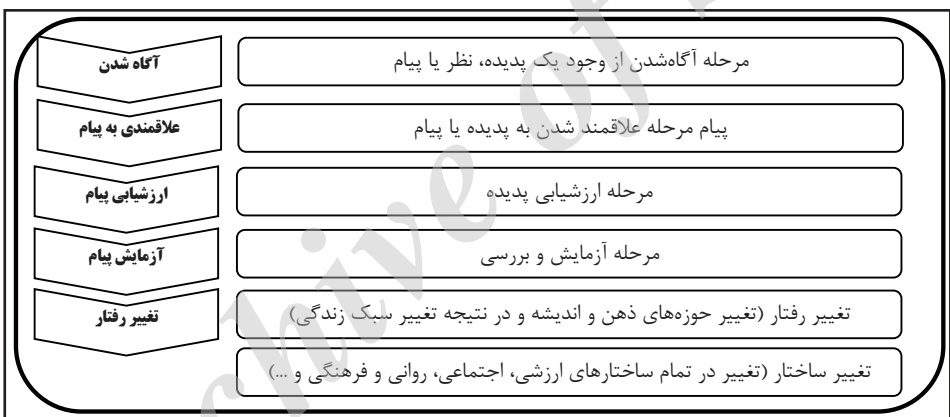 آگاه شدن
مرحله آگاه‌شدن از وجود یک پدیده، نظر یا پیام
علاقمندی به پیام
پیام مرحله علاقمند شدن به پدیده یا پیام
ارزشیابی پیام
مرحله ارزشیابی پدیده
آزمایش پیام
مرحله آزمایش و بررسی
تغییر رفتار
تغییر رفتار (تغییر حوزه‌های ذهن و اندیشه و در نتیجه تغییر سبک زندگی)
تغییر ساختار (تغییر در تمام ساختارهای ارزشی، اجتماعی، روانی و فرهنگی و ...)
chive of